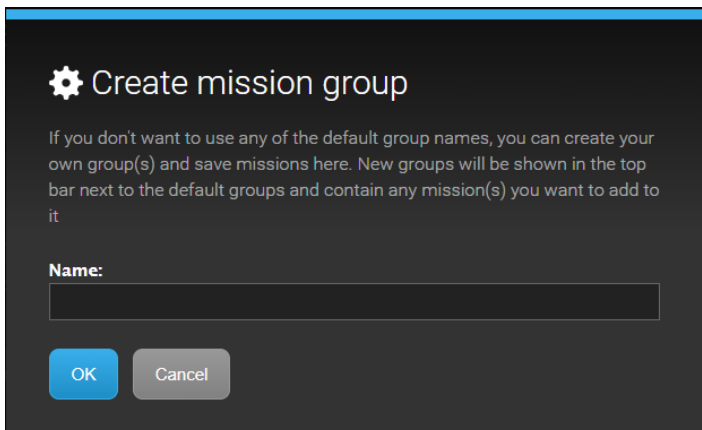 Create mission group
If you don't want to use any of the default group names, you can create your
own group(s) and save missions here. New groups will be shown in the top
bar next to the default groups and contain any mission(s) you want to add to
it
Name:
OK
Cancel